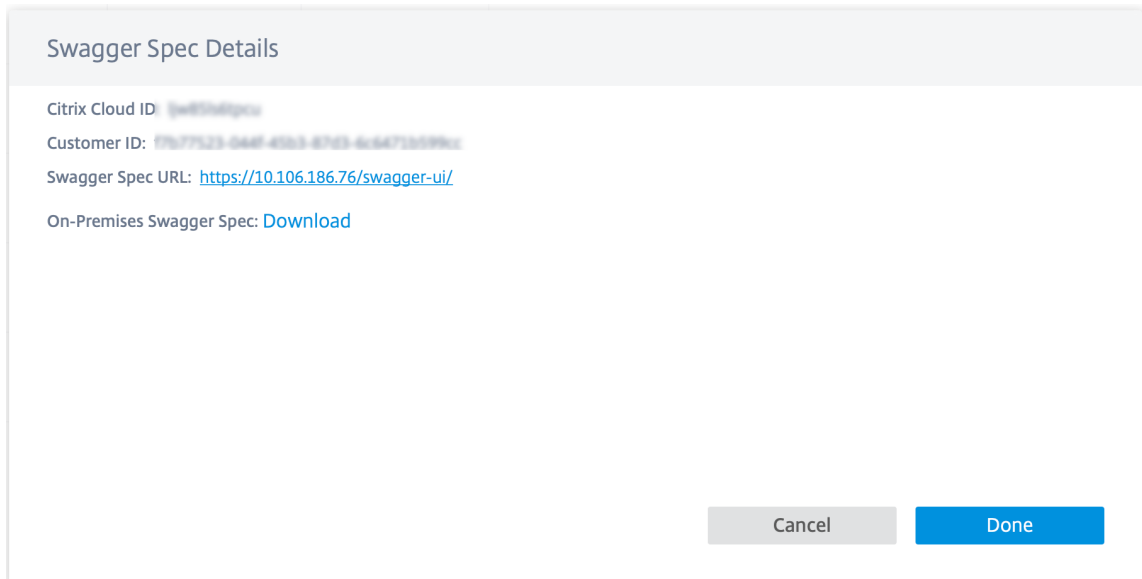 Swagger Spec Details
Citrix Cloud ID:
Customer ID:
Swagger Spec URL: https://10.106.186.76/swagger-ui/
On-Premises Swagger Spec: Download
Cancel
Done